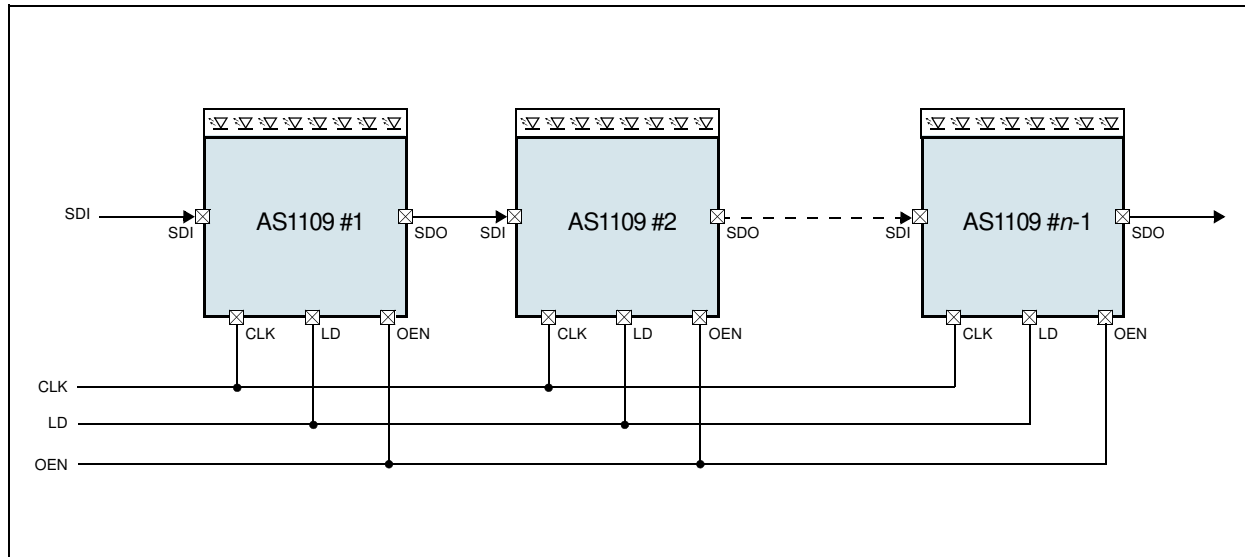 AS1109 #1
AS1109 #2
AS1109 #n-1
SDI
SDI
SDO
SDI
SDO
SDI
SDO
CLK
LD
OEN
CLK
LD
OEN
CLK
LD
OEN
CLK
LD
OEN